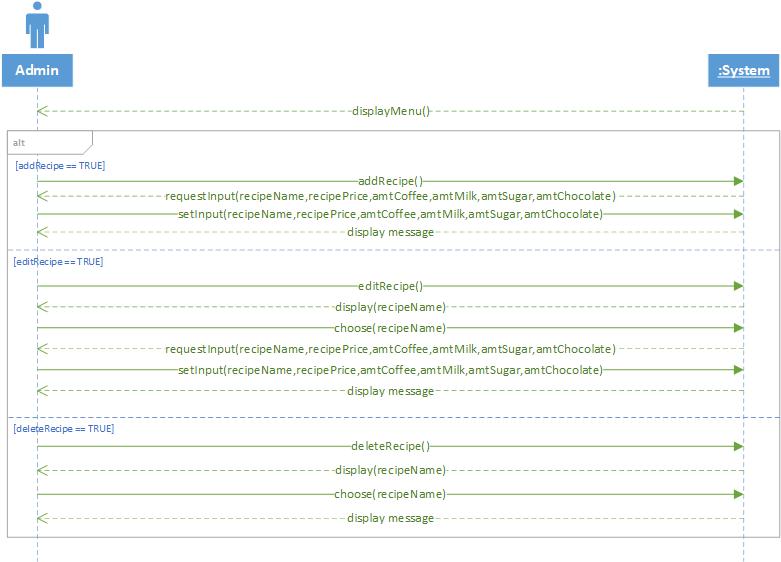 Admin
:System
displayMenu()
alt
[addRecipe == TRUE]
addRecipe()
requestInput(recipeName,recipePrice,amtCoffee,amtMilk,amtSugar,amtChocolate)
setInput(recipeName,recipePrice,amtCoffee,amtMilk,amtSugar,amtChocolate)
display message
[editRecipe == TRUE]
editRecipe()
display(recipeName)
choose(recipeName)
requestInput(recipeName,recipePrice,amtCoffee,amtMilk,amtSugar,amtChocolate)
setInput(recipeName,recipePrice,amtCoffee,amtMilk,amtSugar,amtChocolate)
display message
[deleteRecipe == TRUE]
deleteRecipe()
display(recipeName)
choose(recipeName)
display message